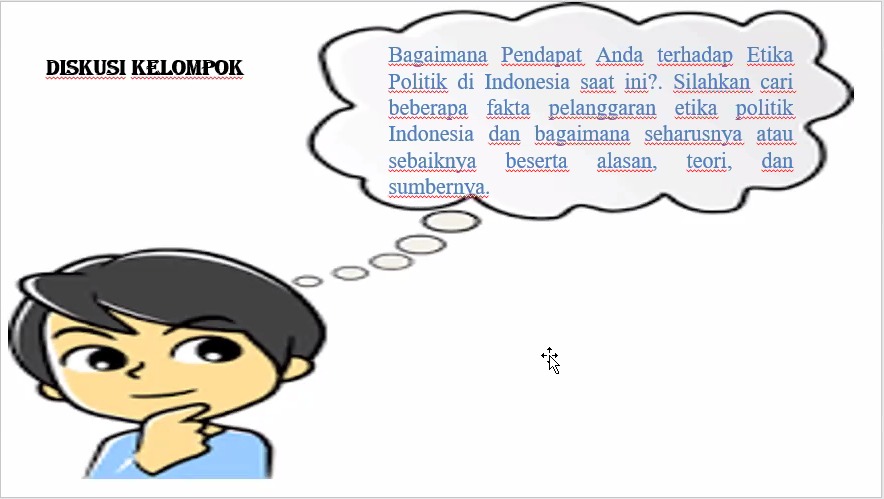 DISKUSI KELOMPOK
Bagaimana Pendapat Anda terhadap Etika
Politik di Indonesia saat ini?. Silahkan cari
beberapa fakta pelanggaran etika politik
Indonesia dan bagaimana seharusnya atau
sebaiknya beserta alasan, teori, dan
sumbernya.